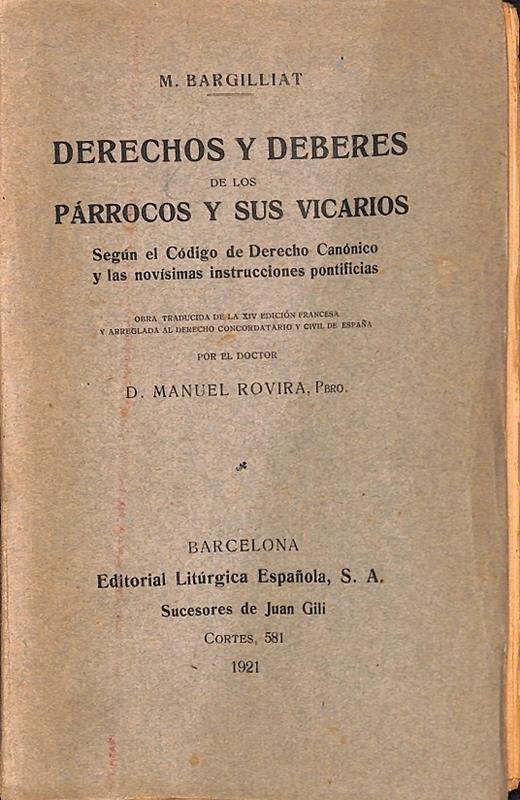 M. BARGILLIAT
DERECHOS Y DEBERES
DE LOS
PÁRROCOS Y SUS VICARIOS
Según el Código de Derecho Canónico
y las novísimas instrucciones pontificias
OBRA TRADUCIDA DE LA XIV EDICIÓN FRANCESA
Y ARREGLADA AL DERECHO CONCORDATARIO Y CIVIL DE ESPAÑA
POR EL DOCTOR
D. MANUEL ROVIRA, PBRO.
BARCELONA
Editorial Litúrgica Española, S. A.
Sucesores de Juan Gili
CORTES, 581
1921